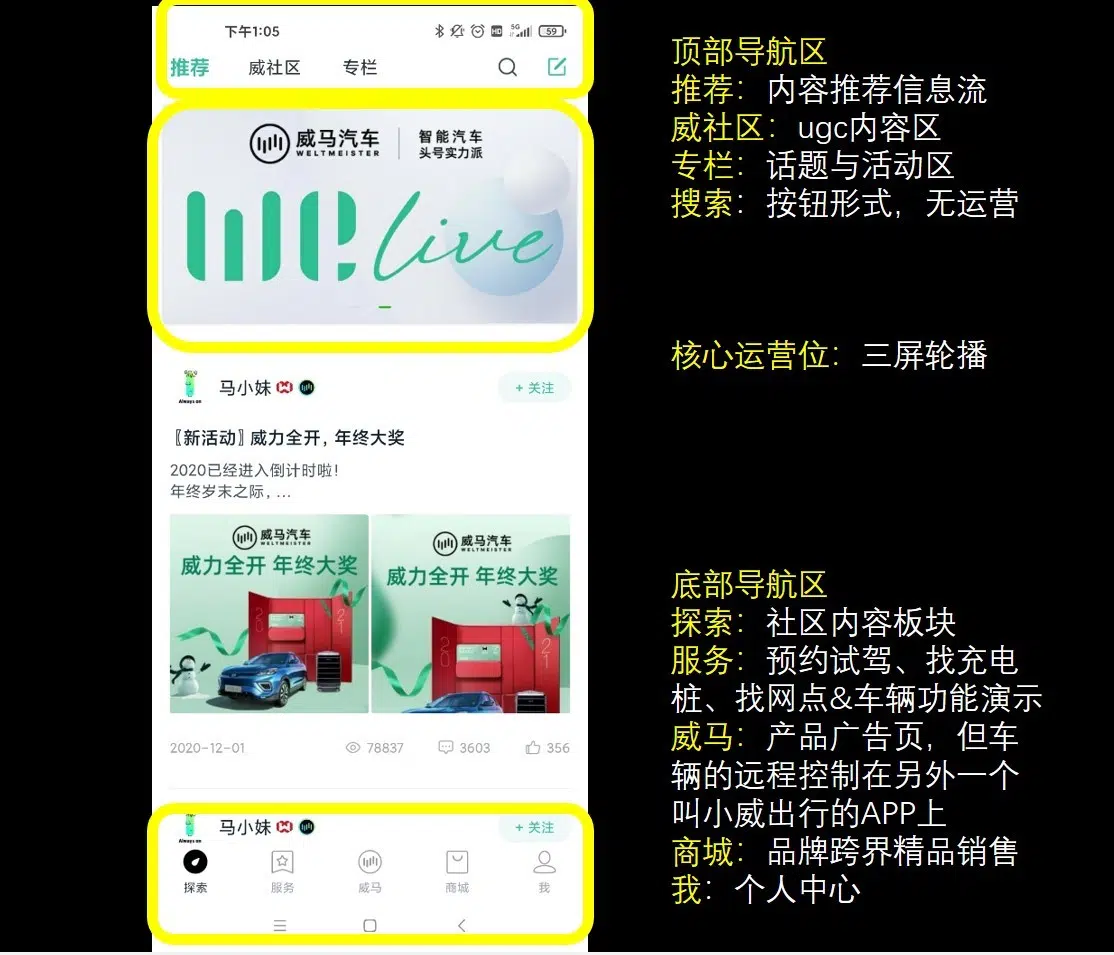 下午1:05
HD
5G
59
推荐
威社区
专栏
威马汽车
WELTMEISTER
智能汽车
头号实力派
we live
马小妹
+ 关注
〖新活动〗威力全开，年终大奖
2020已经进入倒计时啦！
年终岁末之际，...
威马汽车
WELTMEISTER
威力全开 年终大奖
20
21
威马汽车
WELTMEISTER
威力全开 年终大奖
20
21
2020-12-01
78837
3603
356
马小妹
+ 关注
探索
服务
威马
商城
我
顶部导航区
推荐：内容推荐信息流
威社区：ugc内容区
专栏：话题与活动区
搜索：按钮形式，无运营
核心运营位：三屏轮播
底部导航区
探索：社区内容板块
服务：预约试驾、找充电
桩、找网点&车辆功能演示
威马：产品广告页，但车
辆的远程控制在另外一个
叫小威出行的APP上
商城：品牌跨界精品销售
我：个人中心